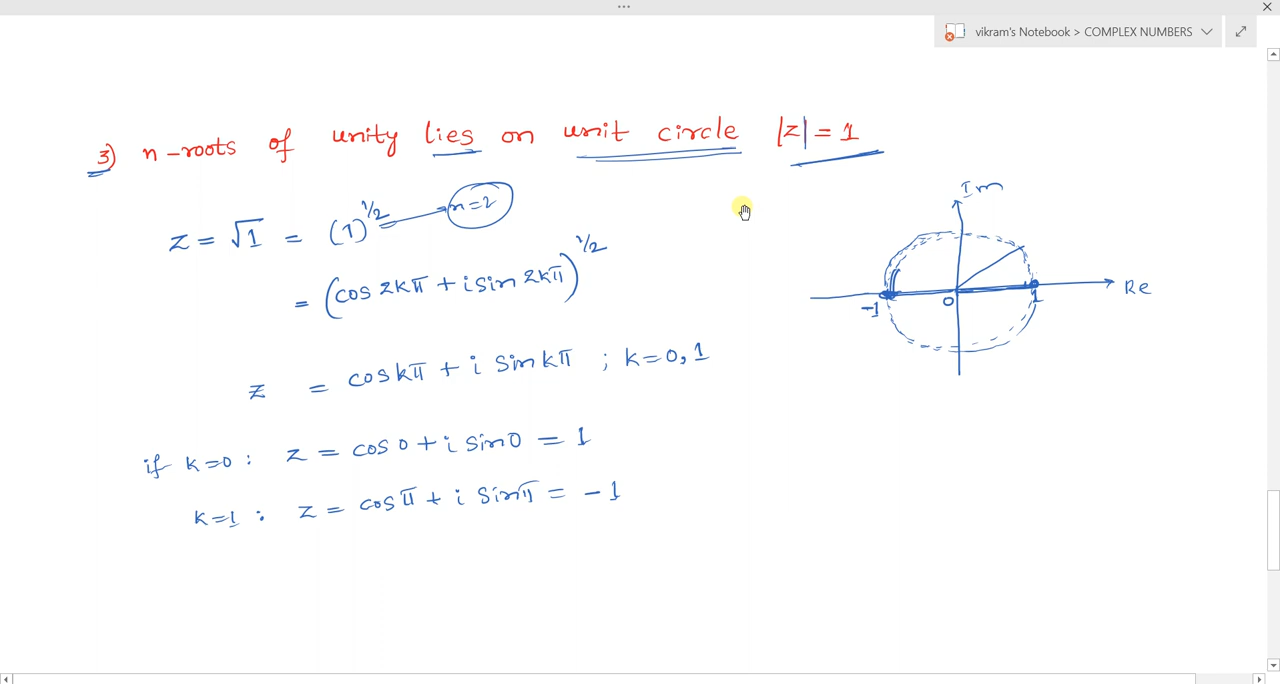 vikram's Notebook > COMPLEX NUMBERS
3) n-roots of unity lies on unit circle |z| = 1
z = √1 = (1)^1/2 n=2
= (cos 2kπ + i sin 2kπ)^1/2
z = cos kπ + i sin kπ ; k=0,1
if k=0 : z = cos 0 + i sin 0 = 1
k=1 : z = cos π + i sin π = -1
Im
Re
-1
0
1